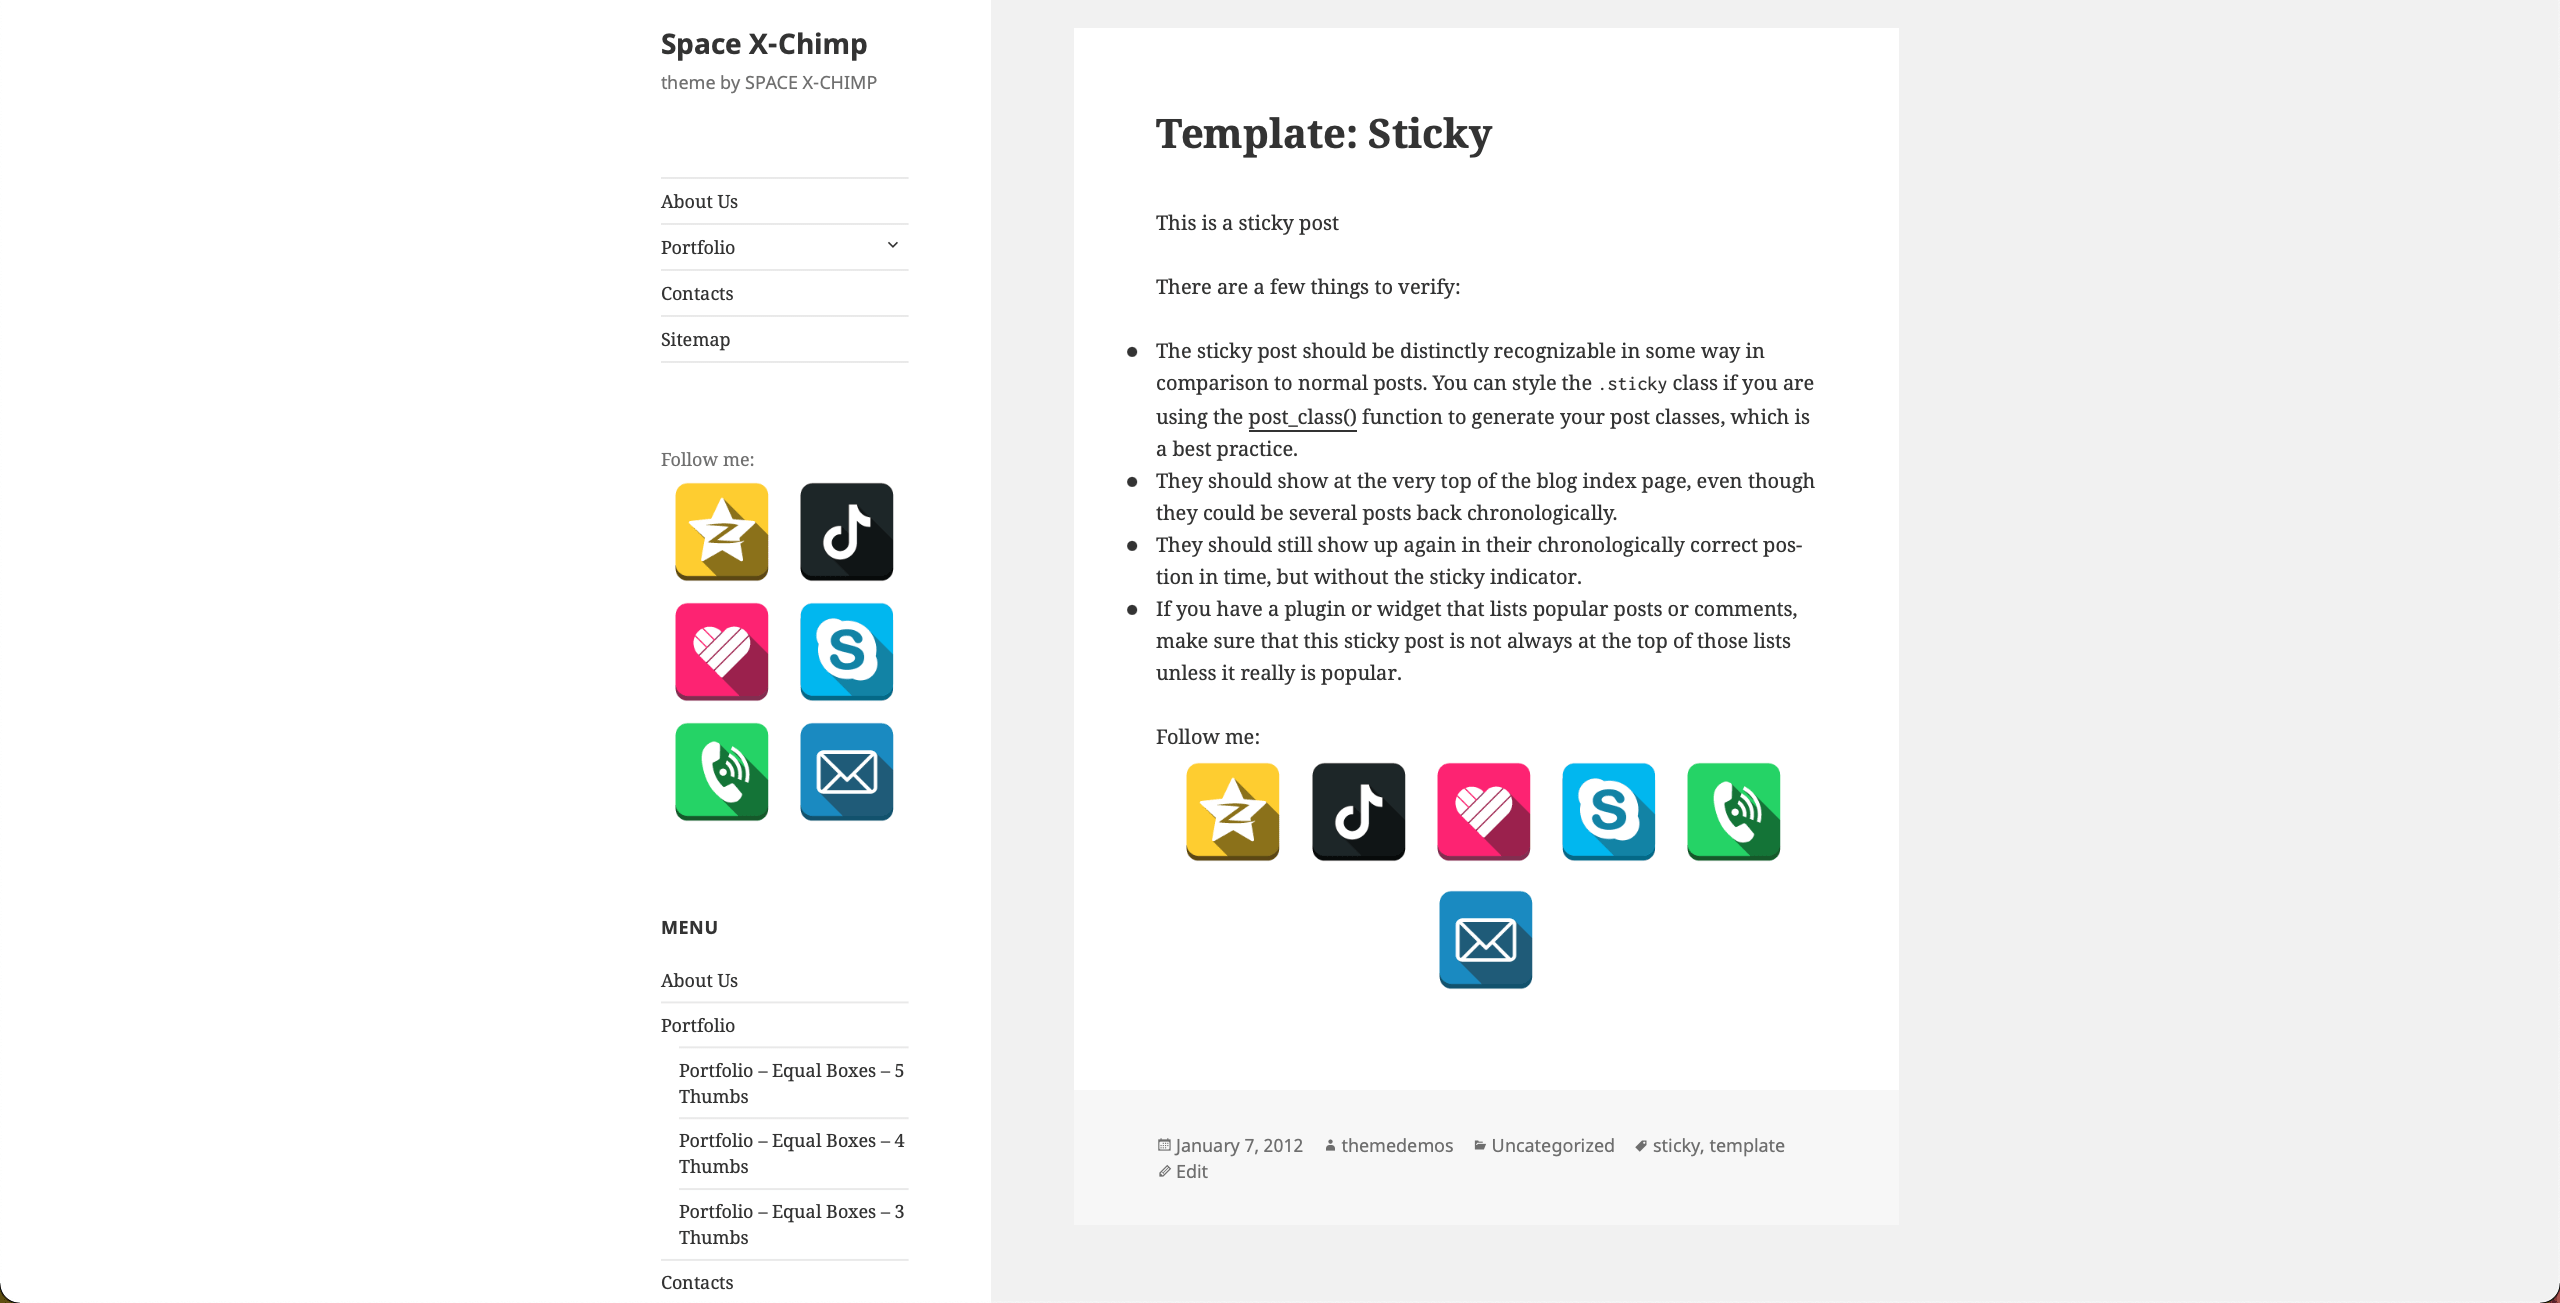 Space X-Chimp
theme by SPACE X-CHIMP
About Us
Portfolio
Contacts
Sitemap
Follow me:
MENU
About Us
Portfolio
Portfolio – Equal Boxes – 5
Thumbs
Portfolio – Equal Boxes – 4
Thumbs
Portfolio – Equal Boxes – 3
Thumbs
Contacts
Template: Sticky
This is a sticky post
There are a few things to verify:
The sticky post should be distinctly recognizable in some way in
comparison to normal posts. You can style the .sticky class if you are
using the post_class() function to generate your post classes, which is
a best practice.
They should show at the very top of the blog index page, even though
they could be several posts back chronologically.
They should still show up again in their chronologically correct pos-
tion in time, but without the sticky indicator.
If you have a plugin or widget that lists popular posts or comments,
make sure that this sticky post is not always at the top of those lists
unless it really is popular.
Follow me:
January 7, 2012 themedemos Uncategorized sticky, template
Edit